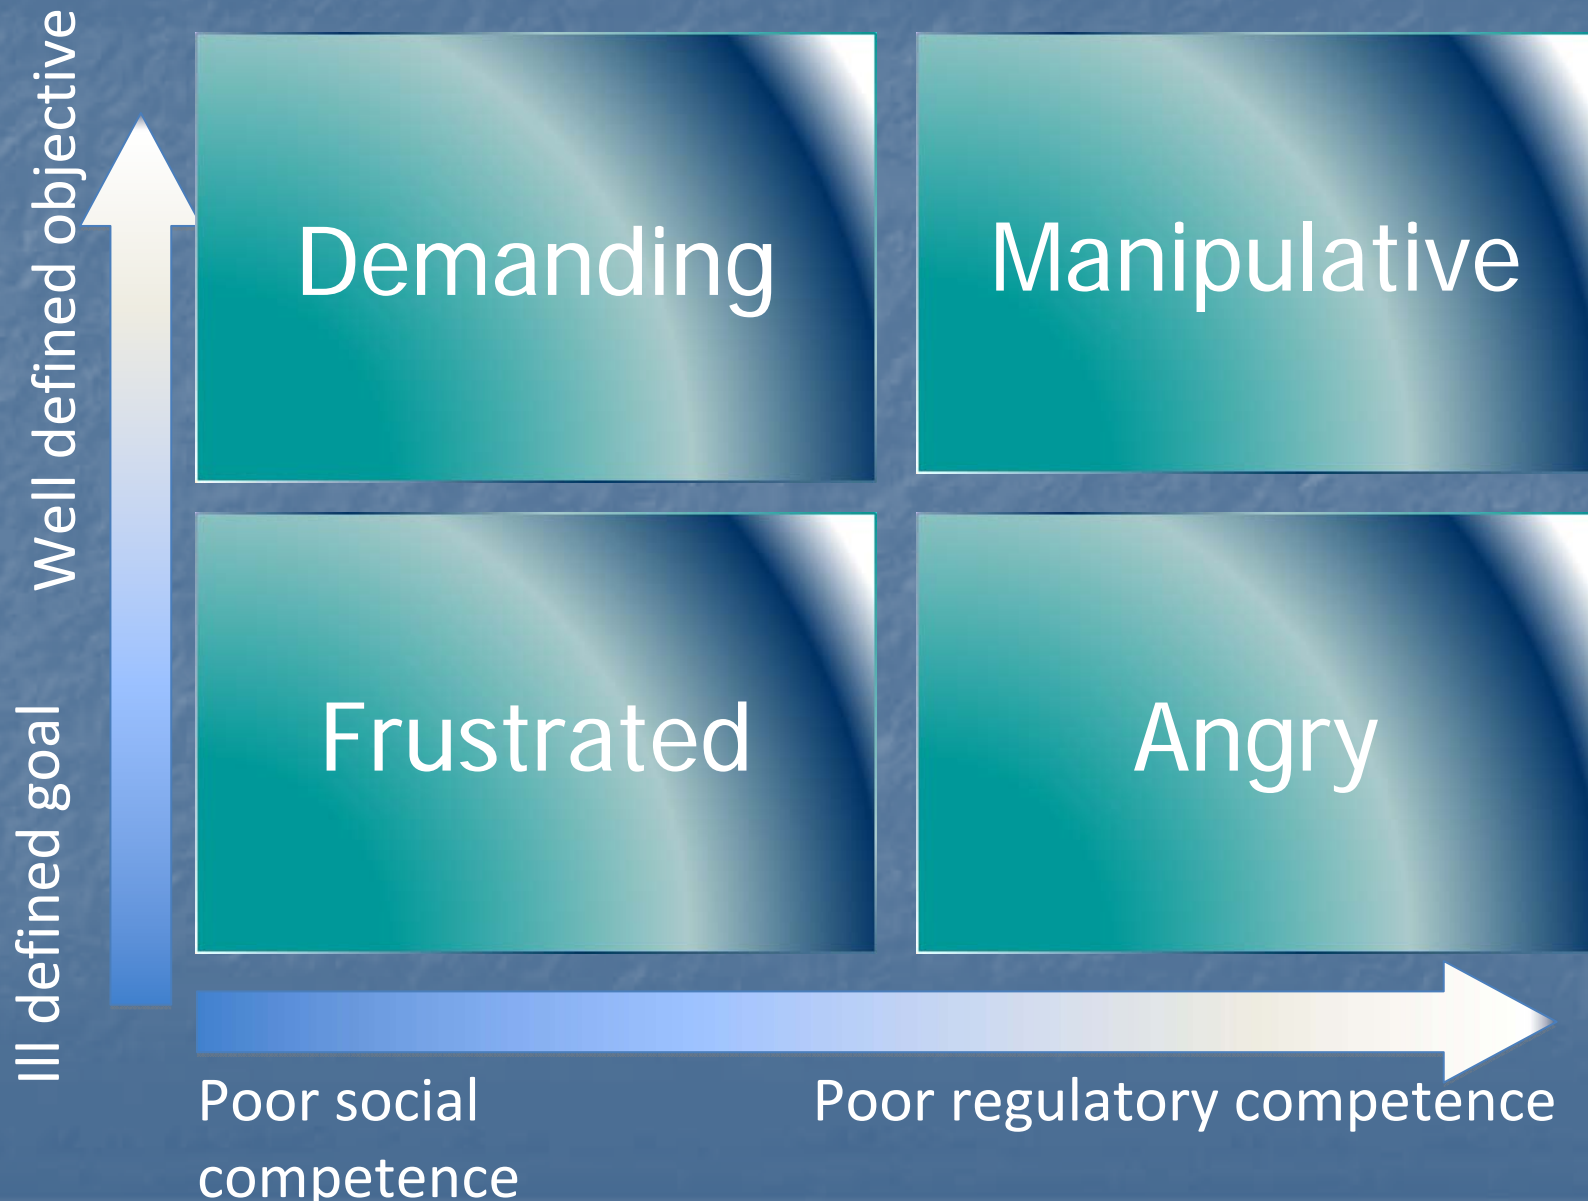 Well defined objective
Demanding
Manipulative
Ill defined goal
Frustrated
Angry
Poor social
competence
Poor regulatory competence